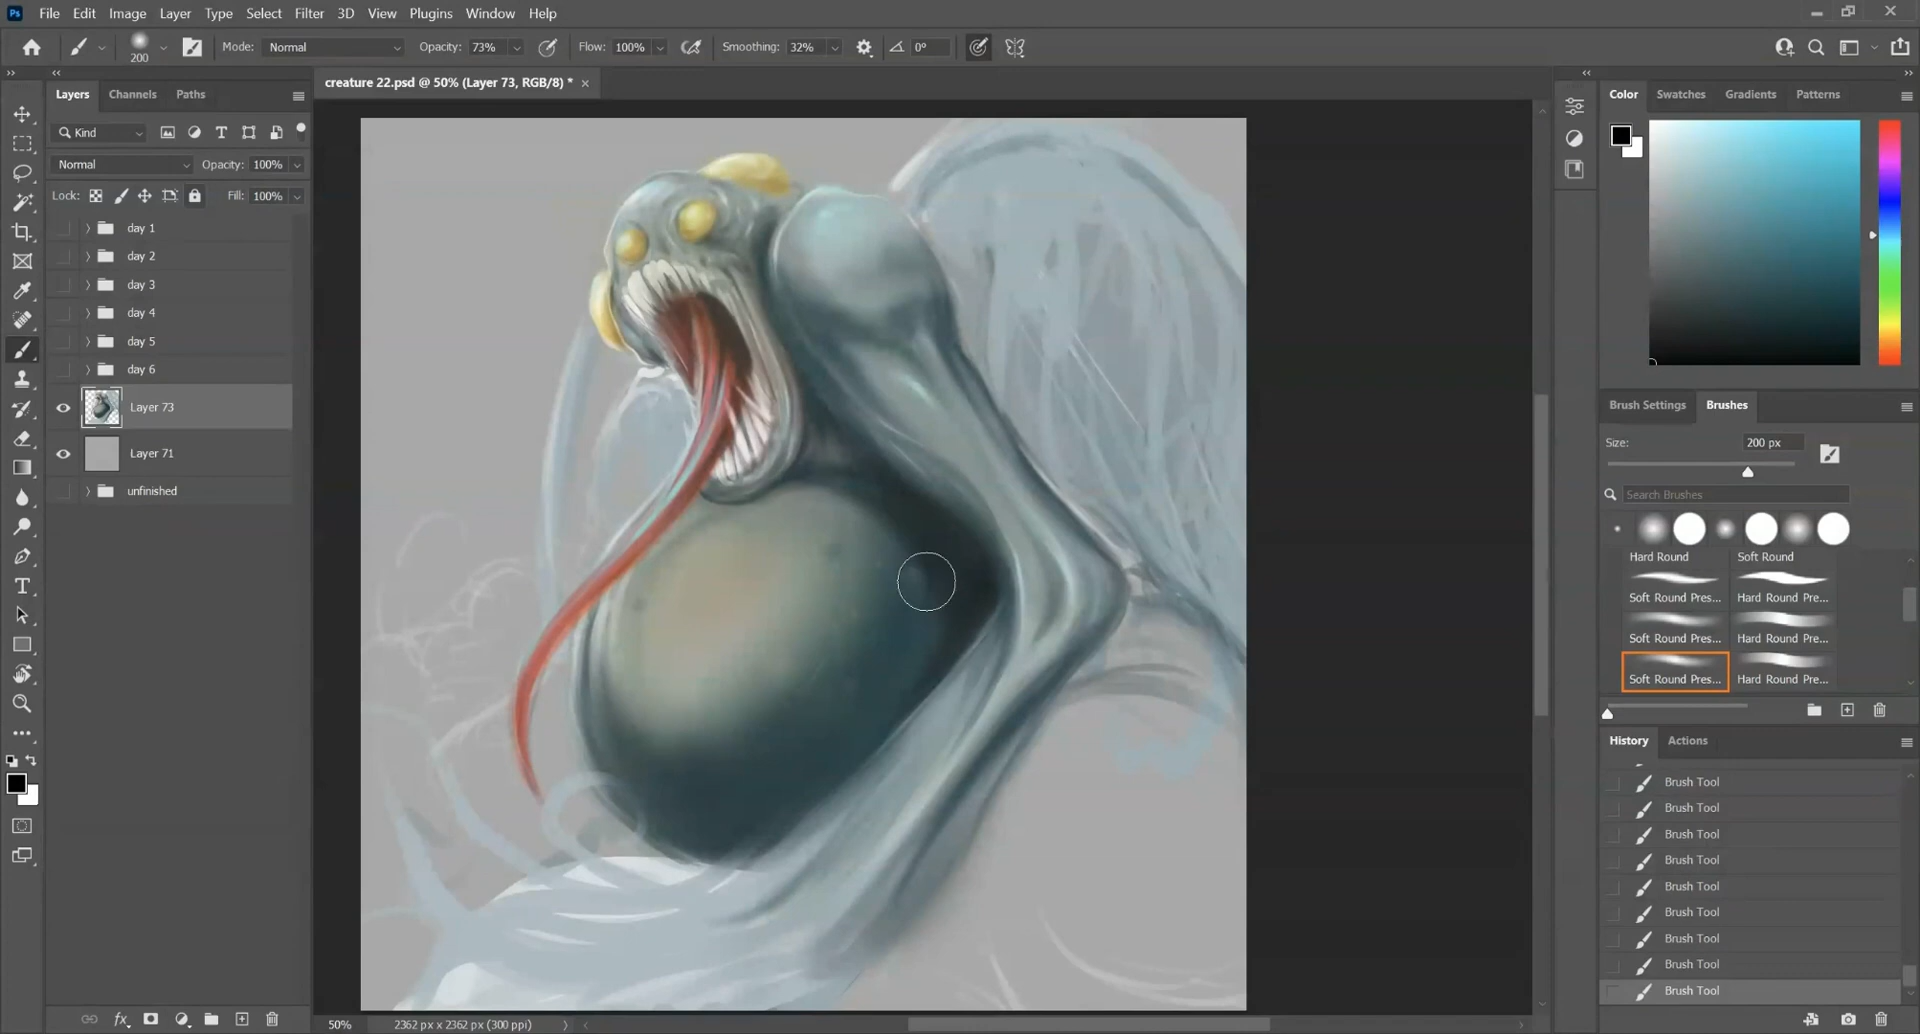 Ps File Edit Image Layer Type Select Filter 3D View Plugins Window Help
200 Mode: Normal Opacity: 73% Flow: 100% Smoothing: 32% 0°
Layers Channels Paths
creature 22.psd @ 50% (Layer 73, RGB/8) *
Color Swatches Gradients Patterns
Kind
Normal Opacity: 100%
Lock: Fill: 100%
day 1
day 2
day 3
day 4
day 5
day 6
Layer 73
Layer 71
unfinished
Brush Settings Brushes
Size: 200 px
Search Brushes
Hard Round Soft Round
Soft Round Pres... Hard Round Pre...
Soft Round Pres... Hard Round Pre...
Soft Round Pres... Hard Round Pre...
History Actions
Brush Tool
Brush Tool
Brush Tool
Brush Tool
Brush Tool
Brush Tool
Brush Tool
Brush Tool
Brush Tool
50% 2362 px x 2362 px (300 ppi)